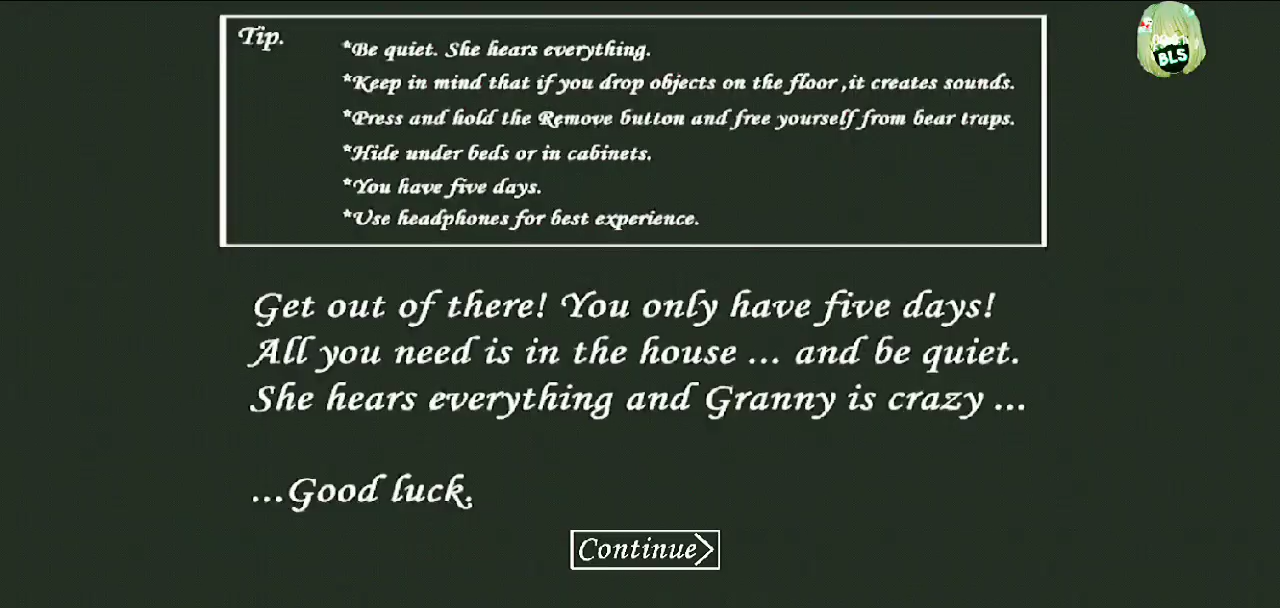 Tip.
*Be quiet. She hears everything.
*Keep in mind that if you drop objects on the floor ,it creates sounds.
*Press and hold the Remove button and free yourself from bear traps.
*Hide under beds or in cabinets.
*You have five days.
*Use headphones for best experience.
Get out of there! You only have five days!
All you need is in the house ... and be quiet.
She hears everything and Granny is crazy ...
...Good luck.
Continue>
BLS